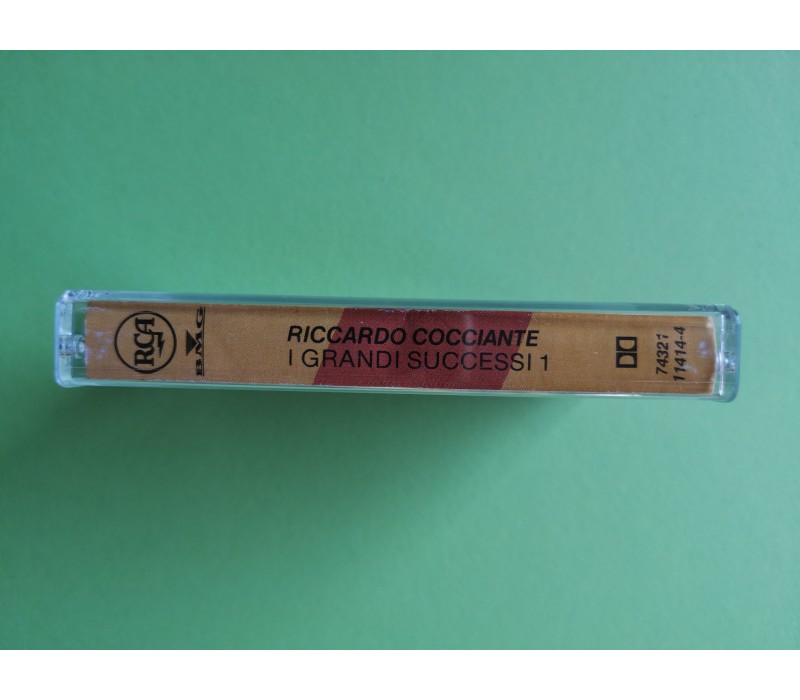 RCA
BMG
RICCARDO COCCIANTE
I GRANDI SUCCESSI 1
74321
11414-4